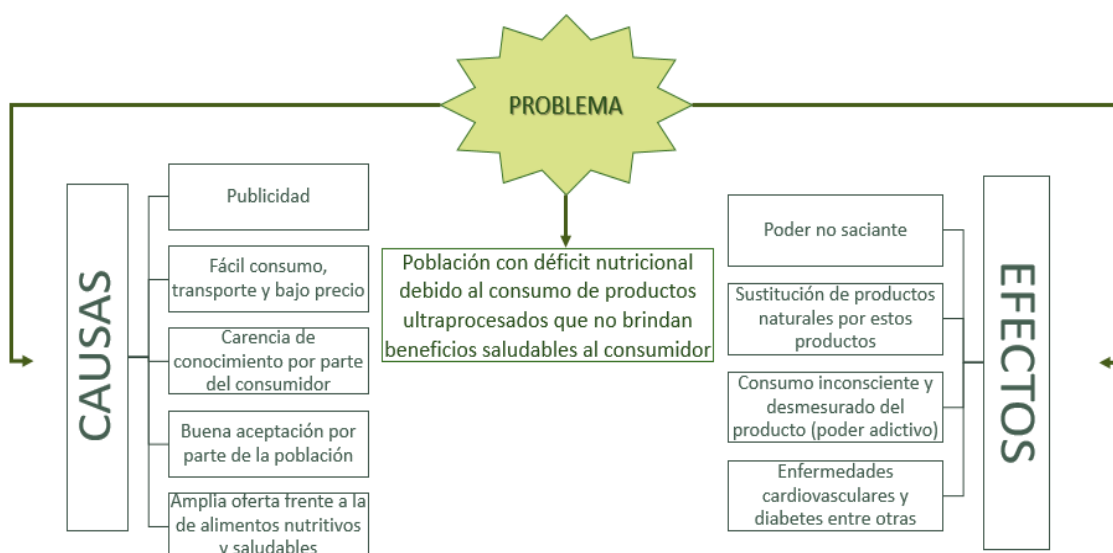 PROBLEMA
CAUSAS
Publicidad
Fácil consumo,
transporte y bajo precio
Carencia de
conocimiento por parte
del consumidor
Buena aceptación por
parte de la población
Amplia oferta frente a la
de alimentos nutritivos
y saludables
Población con déficit nutricional
debido al consumo de productos
ultraprocesados que no brindan
beneficios saludables al consumidor
Poder no saciante
Sustitución de productos
naturales por estos
productos
Consumo inconsciente y
desmesurado del
producto (poder adictivo)
Enfermedades
cardiovasculares y
diabetes entre otras
EFECTOS